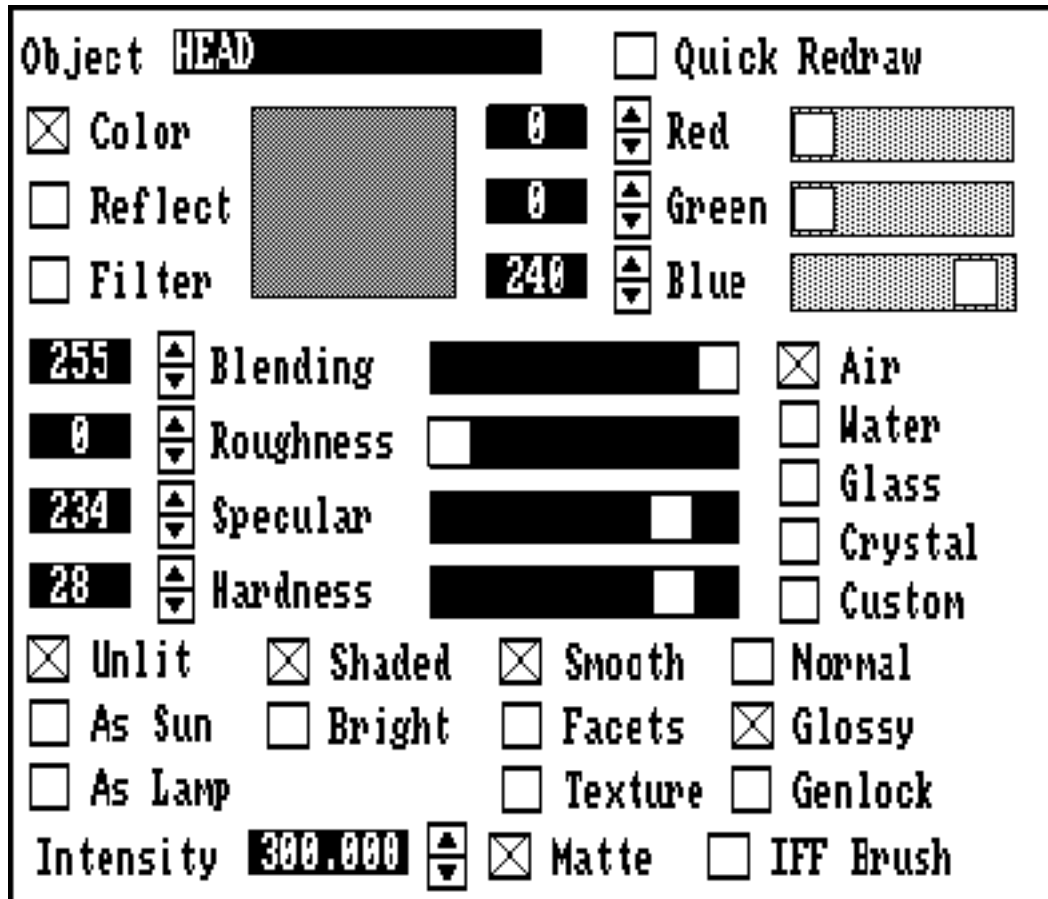 Object HEAD Quick Redraw
Color 0 Red
Reflect 0 Green
Filter 240 Blue
255 Blending Air
0 Roughness Water
234 Specular Glass
Crystal
28 Hardness Custom
Unlit Shaded Smooth Normal
As Sun Bright Facets Glossy
As Lamp Texture Genlock
Intensity 300.000 Matte IFF Brush